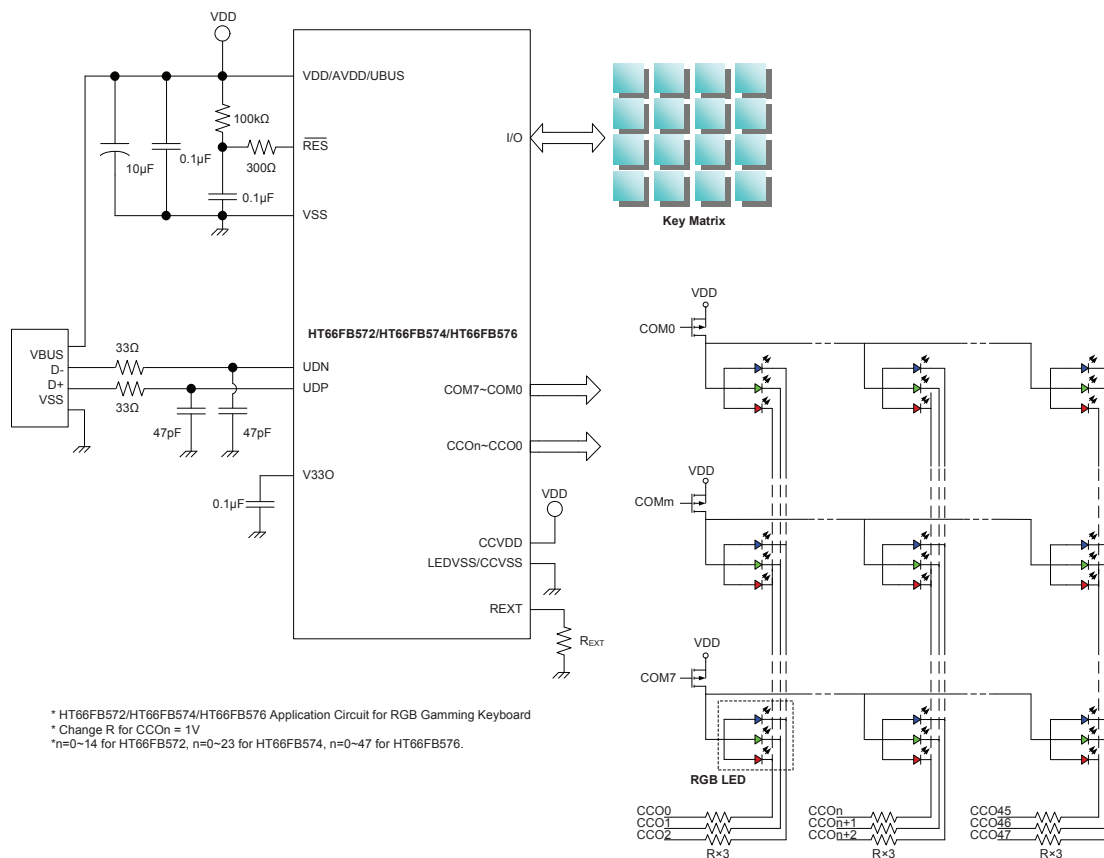 VDD
VDD/AVDD/UBUS
100kΩ
I/O
RES
10µF
0.1µF
300Ω
0.1µF
VSS
Key Matrix
VDD
COM0
HT66FB572/HT66FB574/HT66FB576
VBUS
D-
D+
VSS
33Ω
33Ω
UDN
UDP
COM7~COM0
47pF
47pF
CCOn~CCO0
V33O
0.1µF
VDD
CCVDD
LEDVSS/CCVSS
REXT
REXT
VDD
COMm
VDD
COM7
RGB LED
* HT66FB572/HT66FB574/HT66FB576 Application Circuit for RGB Gamming Keyboard
* Change R for CCOn = 1V
*n=0~14 for HT66FB572, n=0~23 for HT66FB574, n=0~47 for HT66FB576.
CCO0
CCO1
CCO2
R×3
CCOn
CCOn+1
CCOn+2
R×3
CCO45
CCO46
CCO47
R×3